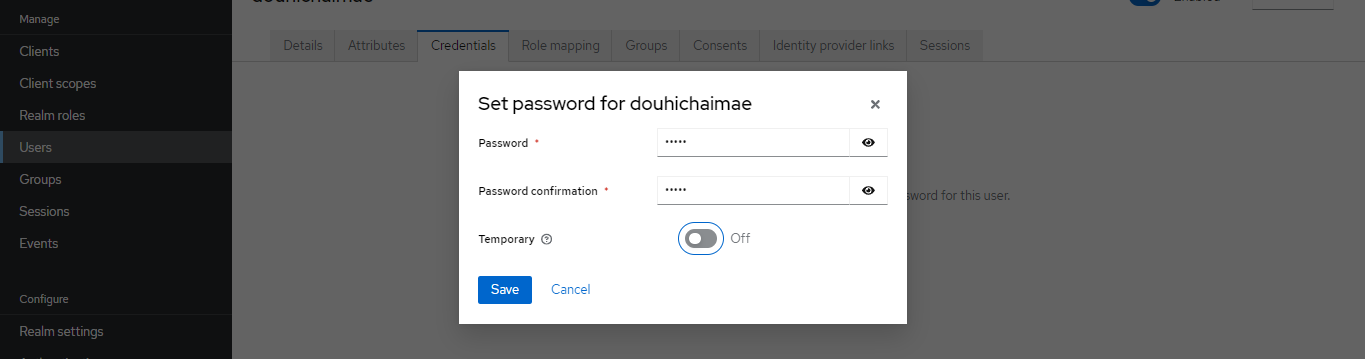 douhichaimae
Enabled
Manage
Clients
Client scopes
Realm roles
Users
Groups
Sessions
Events
Configure
Realm settings
Details Attributes Credentials Role mapping Groups Consents Identity provider links Sessions
Set password for douhichaimae
Password *
•••••
Password confirmation *
•••••
Temporary
Off
Save Cancel
sword for this user.